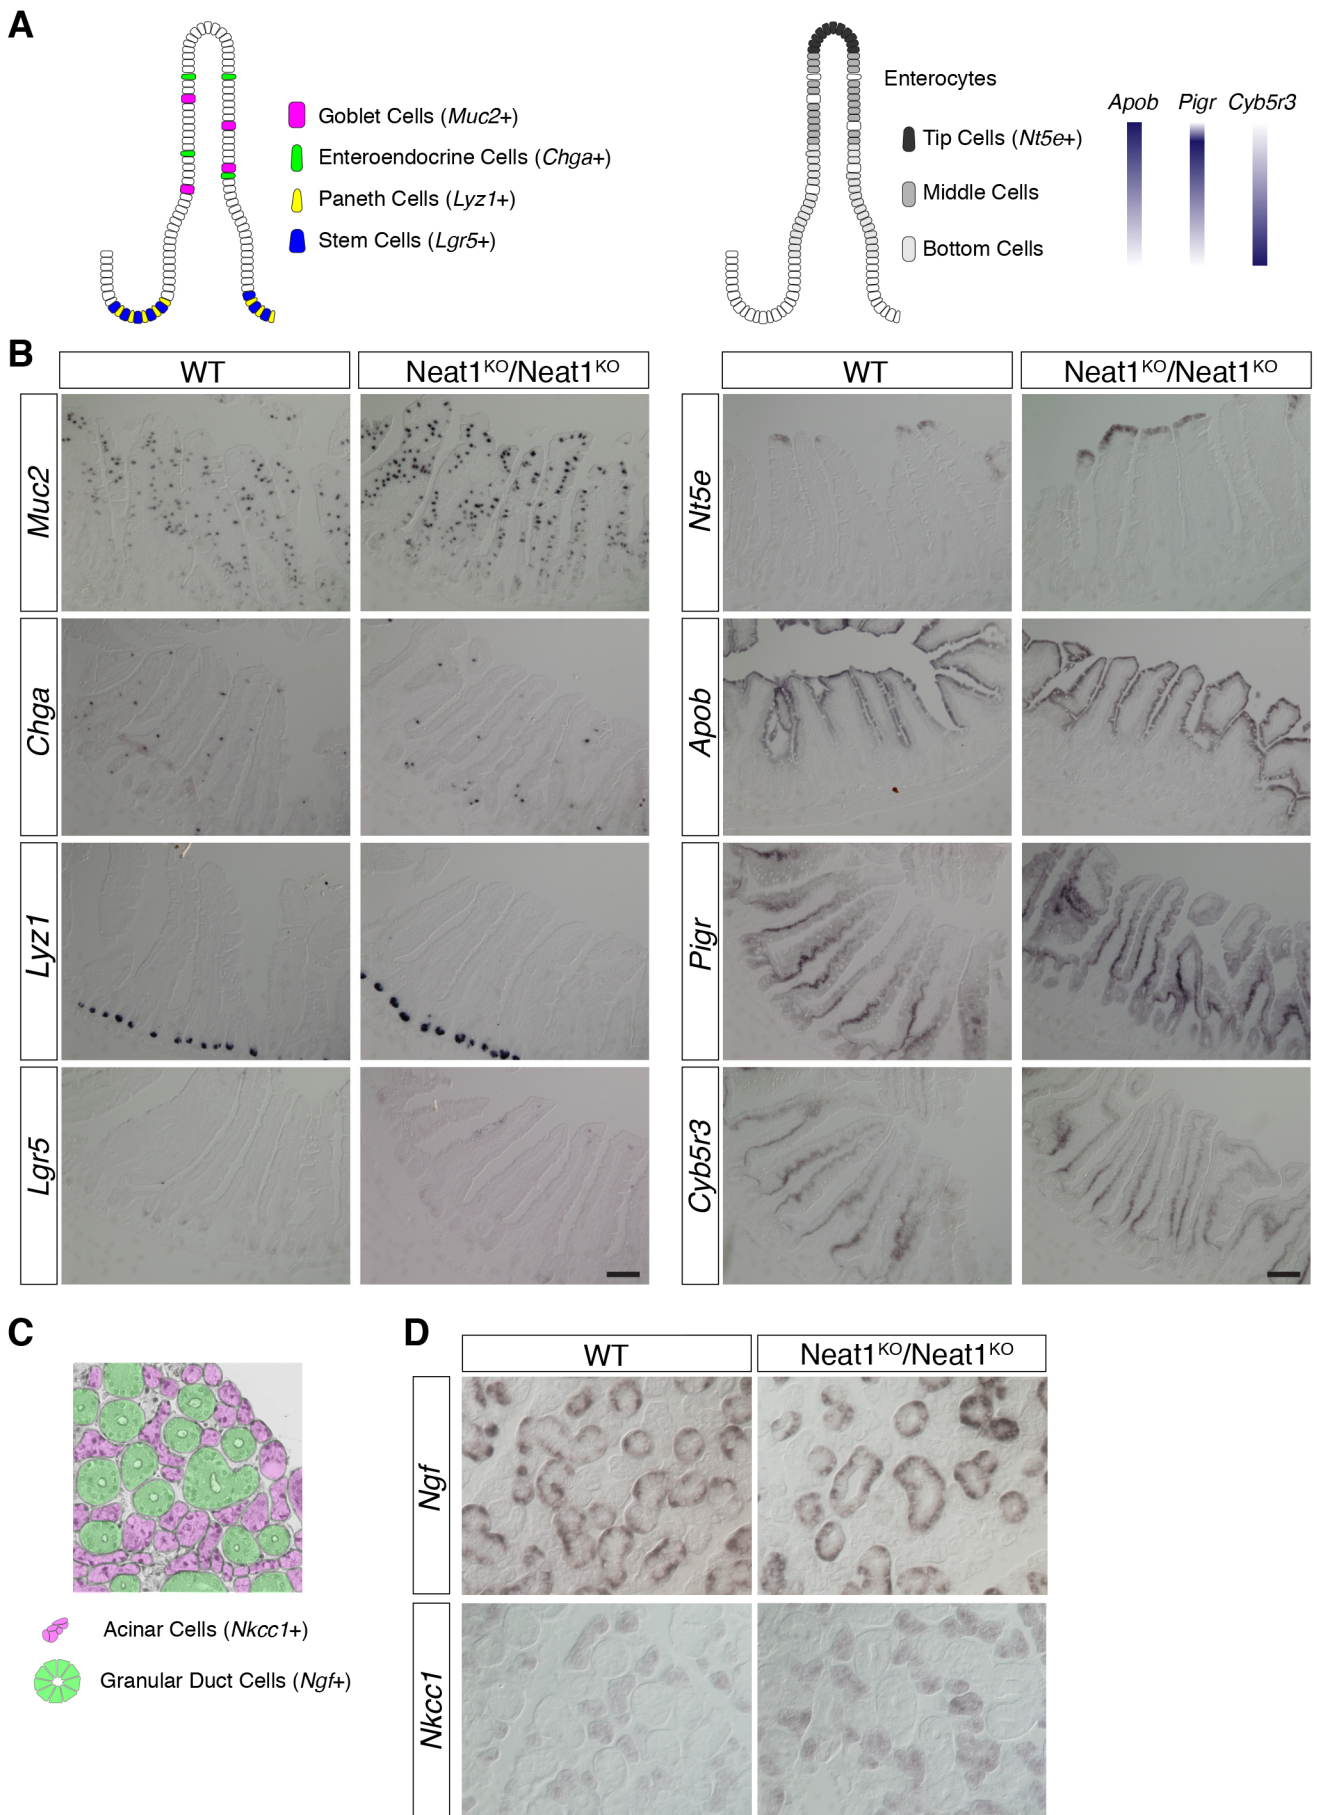 A
Goblet Cells (Muc2+)
Enteroendocrine Cells (Chga+)
Paneth Cells (Lyz1+)
Stem Cells (Lgr5+)
Enterocytes
Tip Cells (Nt5e+)
Middle Cells
Bottom Cells
Apob Pigr Cyb5r3
B
WT Neat1KO/Neat1KO
Muc2
Chga
Lyz1
Lgr5
WT Neat1KO/Neat1KO
Nt5e
Apob
Pigr
Cyb5r3
C
Acinar Cells (Nkcc1+)
Granular Duct Cells (Ngf+)
D
WT Neat1KO/Neat1KO
Ngf
Nkcc1